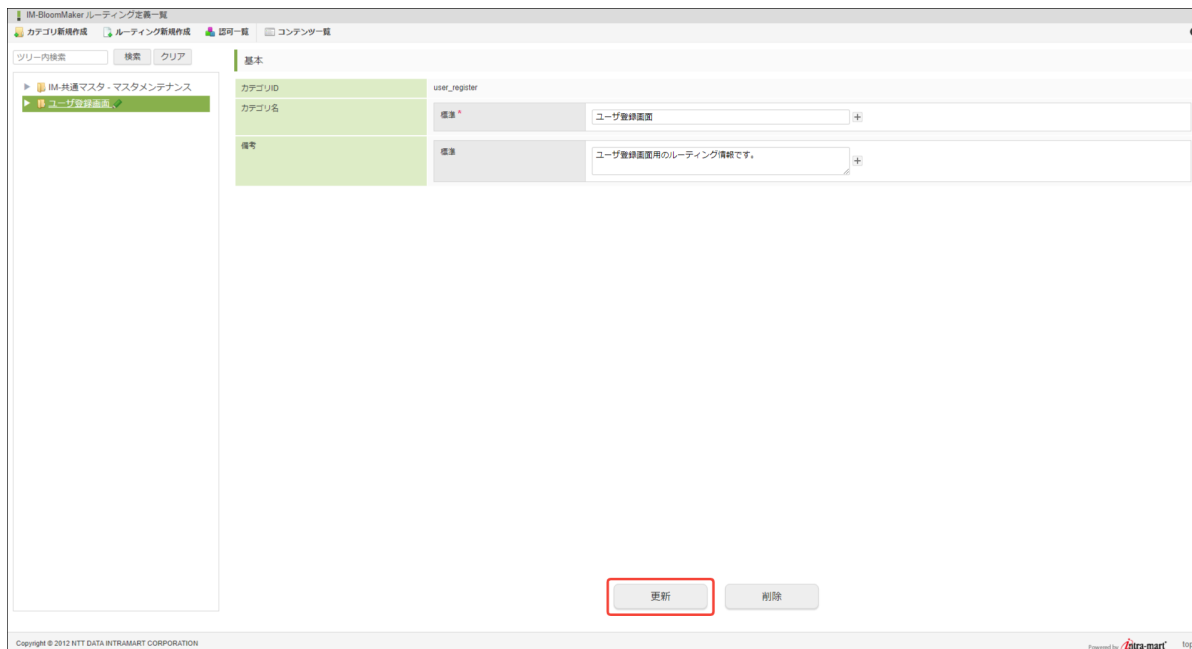 IM-BloomMaker ルーティング定義一覧
カテゴリ新規作成 ルーティング新規作成 認可一覧 コンテンツ一覧
ツリー内検索 検索 クリア
基本
IM-共通マスタ - マスタメンテナンス
ユーザ登録画面
カテゴリID user_register
カテゴリ名 標準 * ユーザ登録画面
備考 標準 ユーザ登録画面用のルーティング情報です。
更新 削除
Copyright © 2012 NTT DATA INTRAMART CORPORATION
Powered by intra-mart top